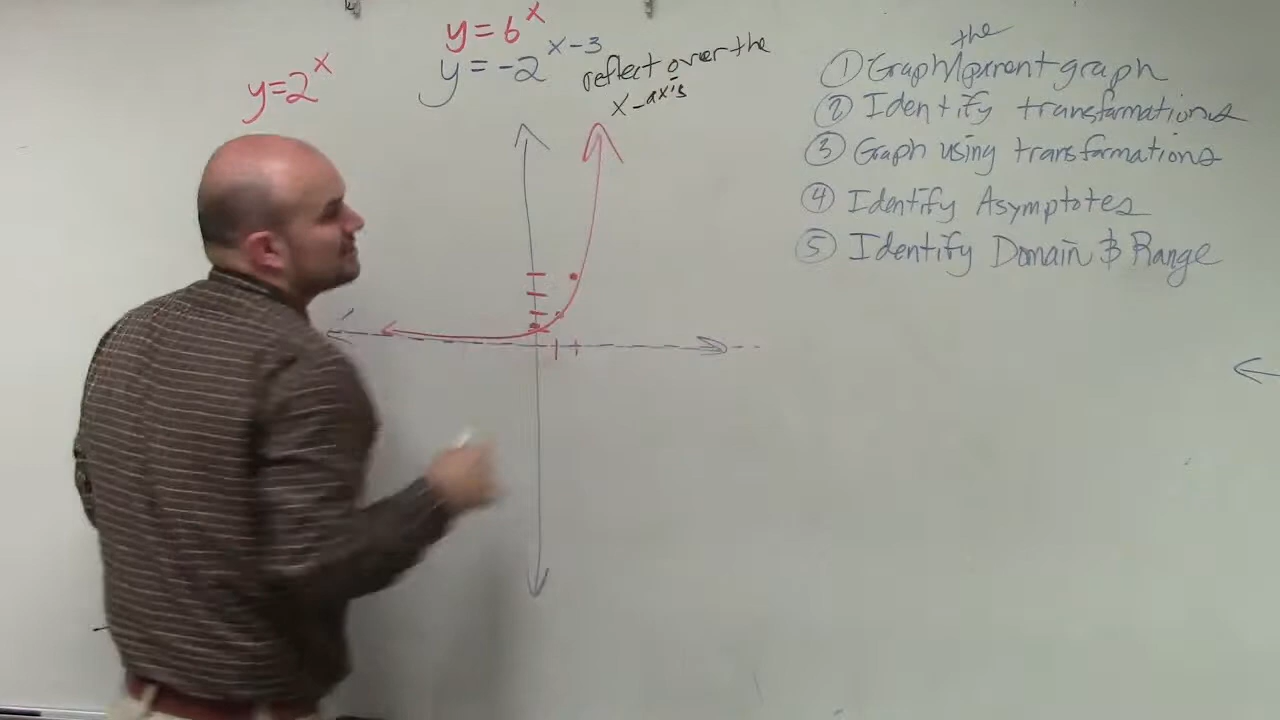 y = 6^x
y = -2^x-3
reflect over the
x-axis
y=2^x
① Graph the parent graph
② Identify transformations
③ Graph using transformations
④ Identify Asymptotes
⑤ Identify Domain & Range